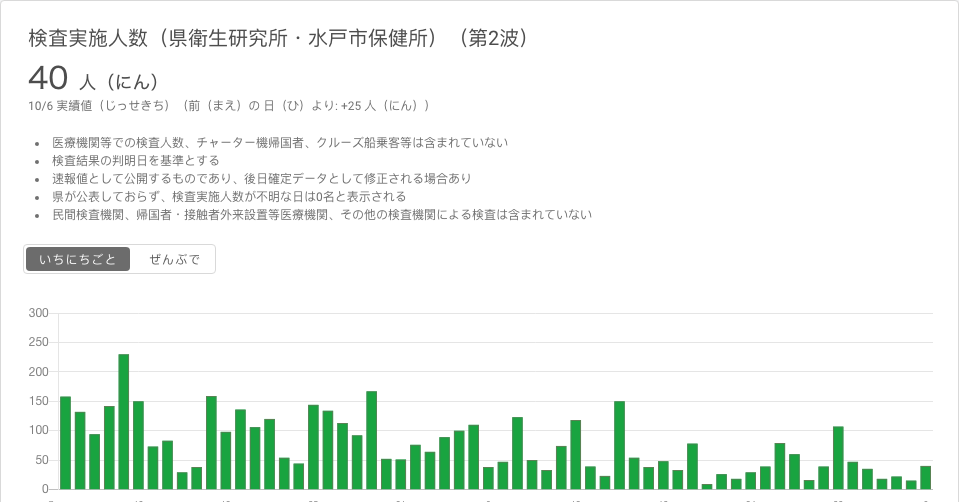 検査実施人数（県衛生研究所・水戸市保健所）（第2波）
40 人（にん）
10/6 実績値（じっせきち）（前（まえ）の 日（ひ）より: +25 人（にん））
• 医療機関等での検査人数、チャーター機帰国者、クルーズ船乗客等は含まれていない
• 検査結果の判明日を基準とする
• 速報値として公開するものであり、後日確定データとして修正される場合あり
• 県が公表しておらず、検査実施人数が不明な日は0名と表示される
• 民間検査機関、帰国者・接触者外来設置等医療機関、その他の検査機関による検査は含まれていない
いちにちごと ぜんぶで
300
250
200
150
100
50
0